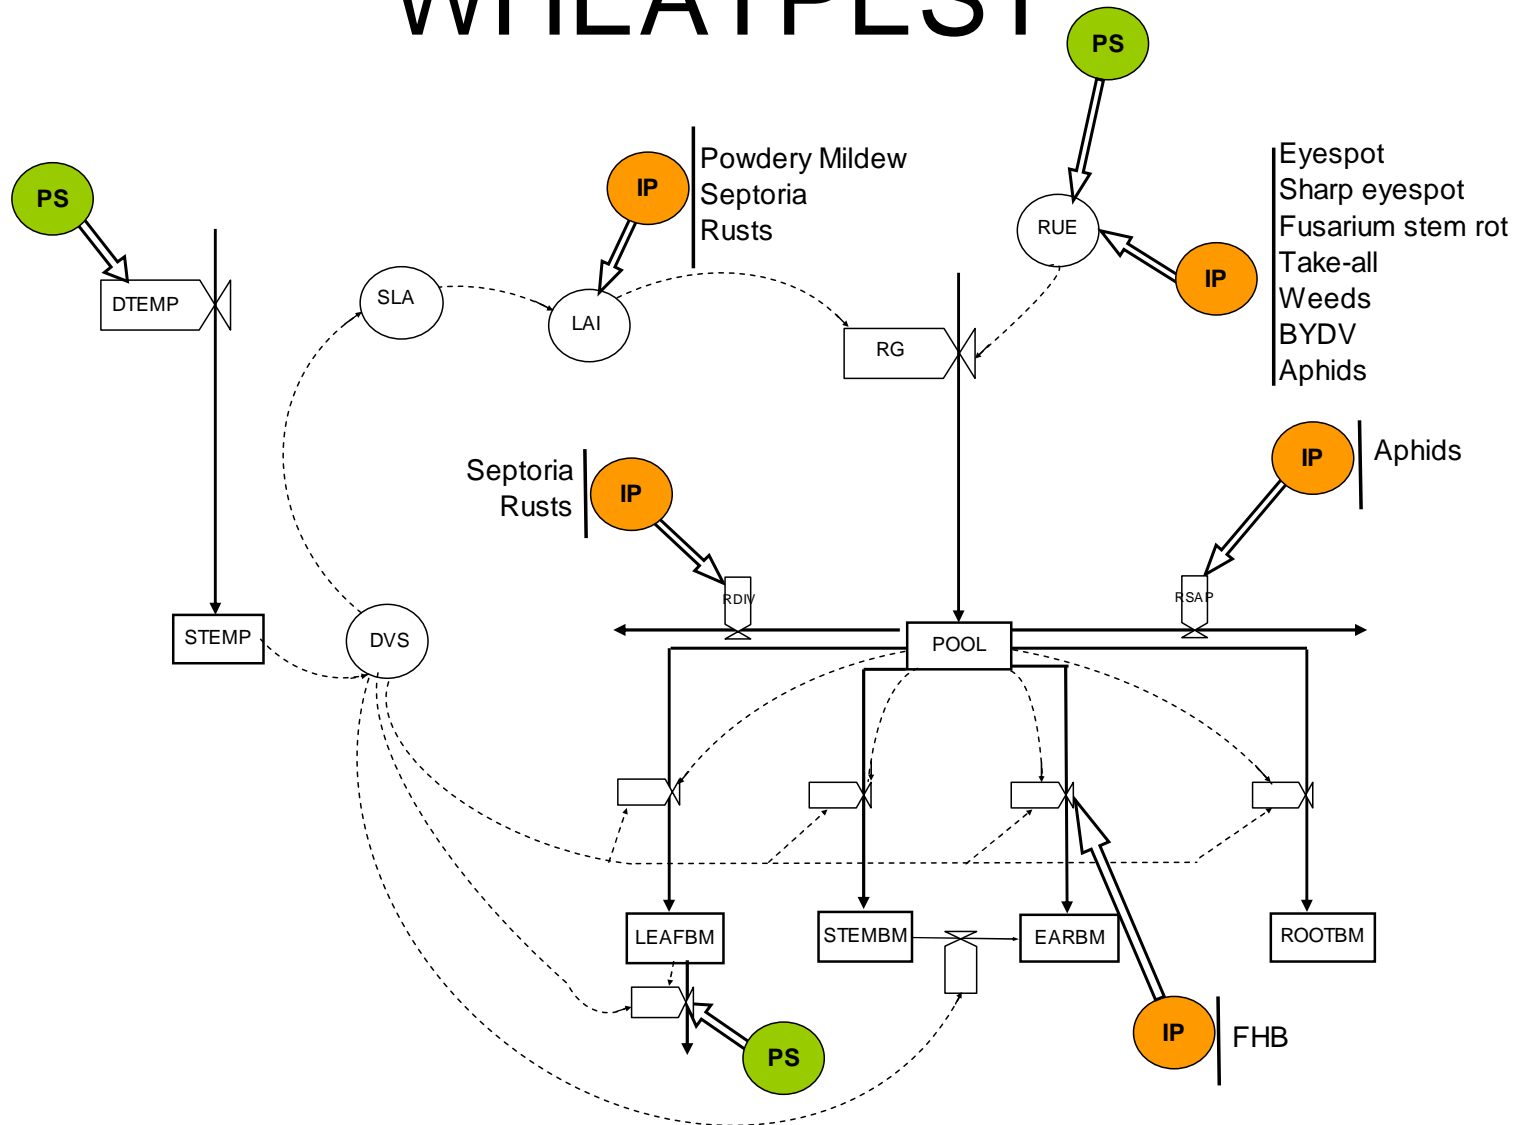 WHEATPEST
PS
PS
IP
Powdery Mildew
Septoria
Rusts
Eyespot
Sharp eyespot
Fusarium stem rot
Take-all
Weeds
BYDV
Aphids
RUE
IP
DTEMP
SLA
LAI
RG
Septoria
Rusts
IP
IP
Aphids
RDIV
RSAP
STEMP
DVS
POOL
LEAFBM
STEMBM
EARBM
ROOTBM
PS
IP
FHB